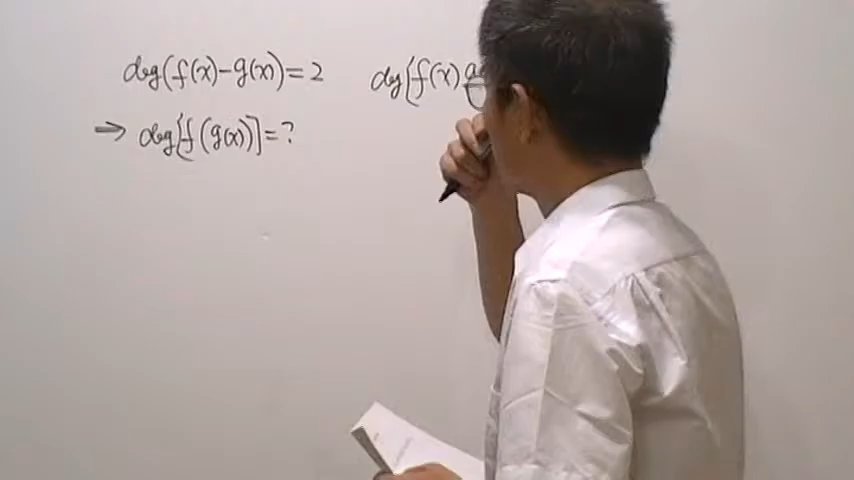 deg(f(x)-g(x))=2 deg[f(x)
⇒ deg[f(g(x))]=?